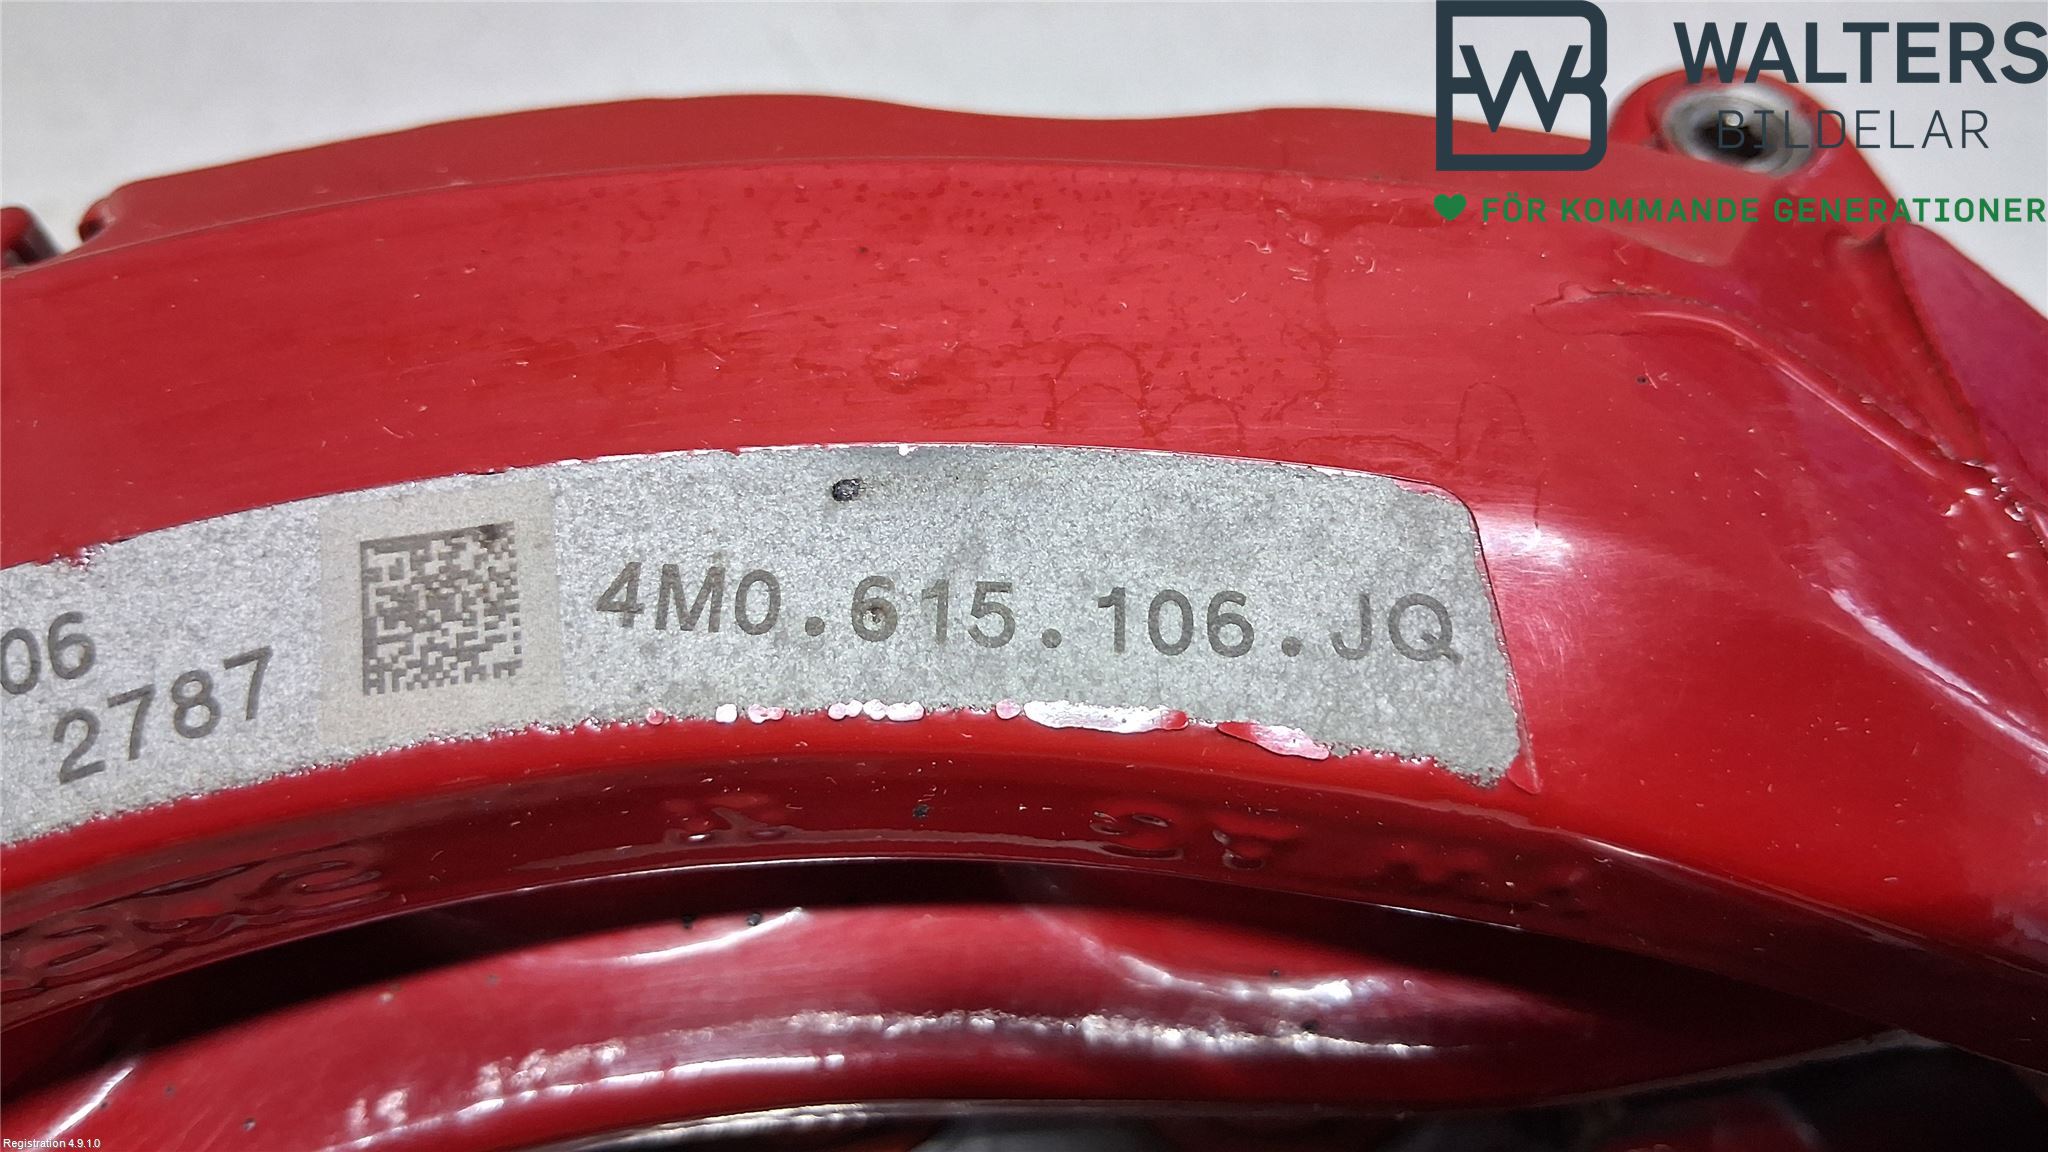 WALTERS
BILDELAR
FÖR KOMMANDE GENERATIONER
06
2787
4M0.615.106.JQ
Registration 4.9.1.0